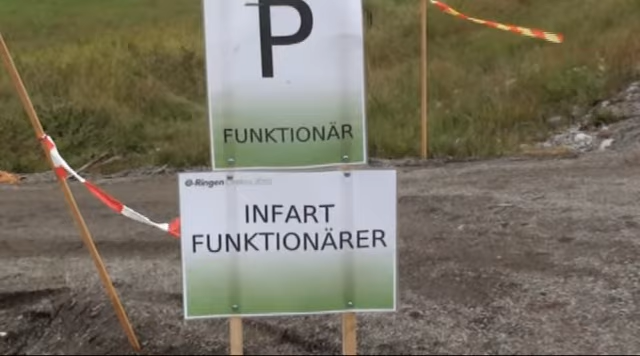 P
FUNKTIONÄR
O-Ringen
INFART
FUNKTIONÄRER